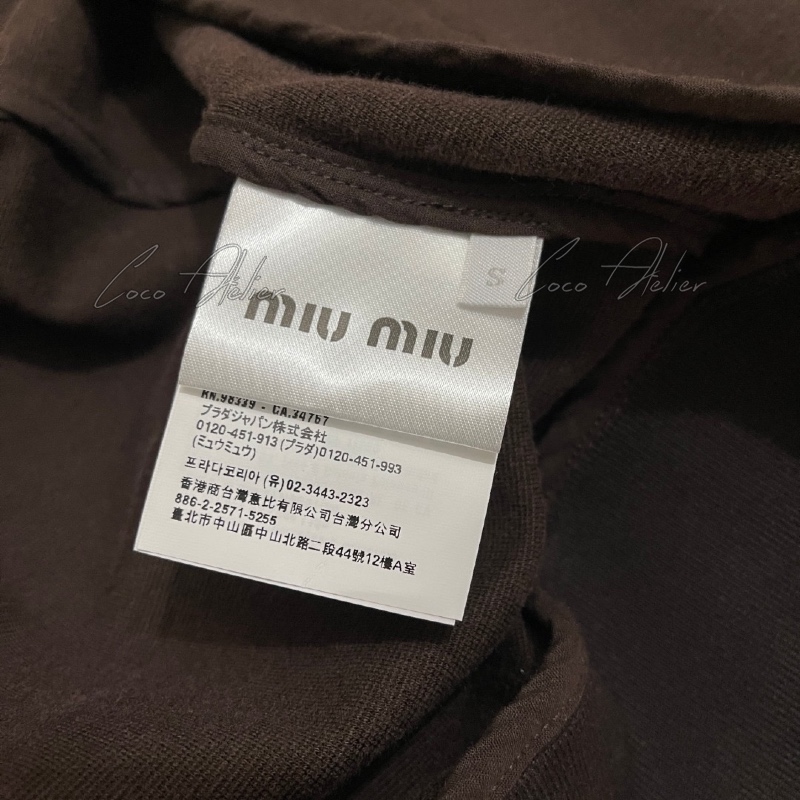 Coco Atelier
S
Coco Atelier
miu miu
RN.98339 - CA.34767
プラダジャパン株式会社
0120-451-913 (プラダ)0120-451-993
(ミュウミュウ)
프라다코리아 (유) 02-3443-2323
香港商台灣意比有限公司台灣分公司
886-2-2571-5255
臺北市中山區中山北路二段44號12樓A室